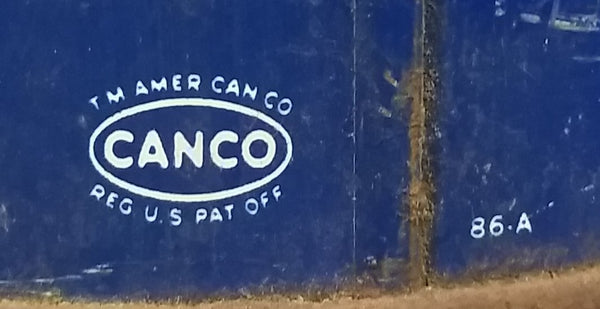 TM AMER CAN CO
CANCO
REG U.S PAT OFF
86·A